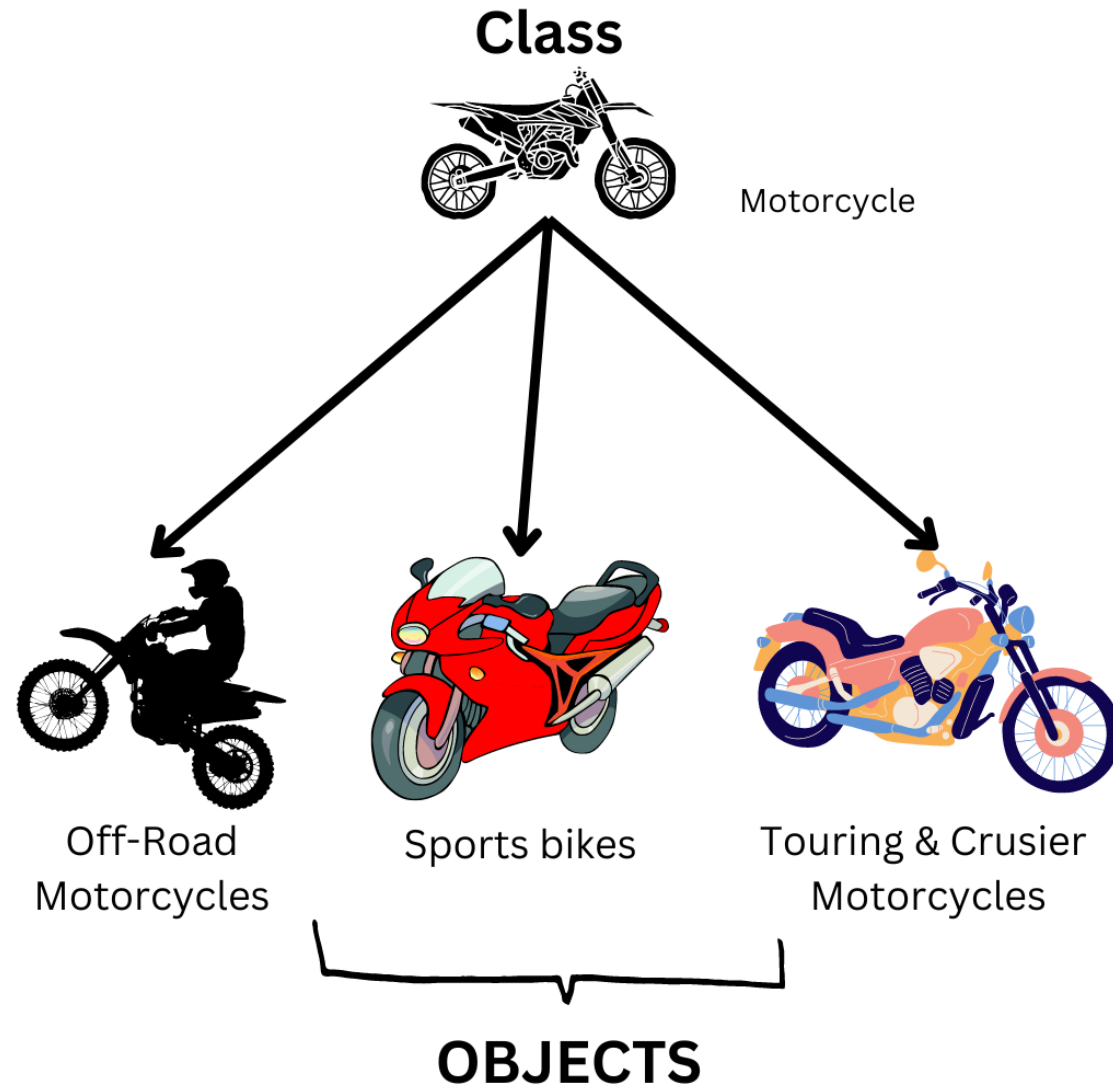 Class
Motorcycle
Off-Road
Motorcycles
Sports bikes
Touring & Crusier
Motorcycles
OBJECTS